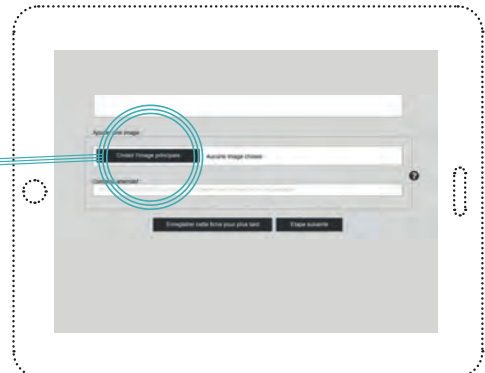 Ajouter une image
Choisir l'image principale
Aucune image choisie
Enregistrer cette fiche pour plus tard
Etape suivante